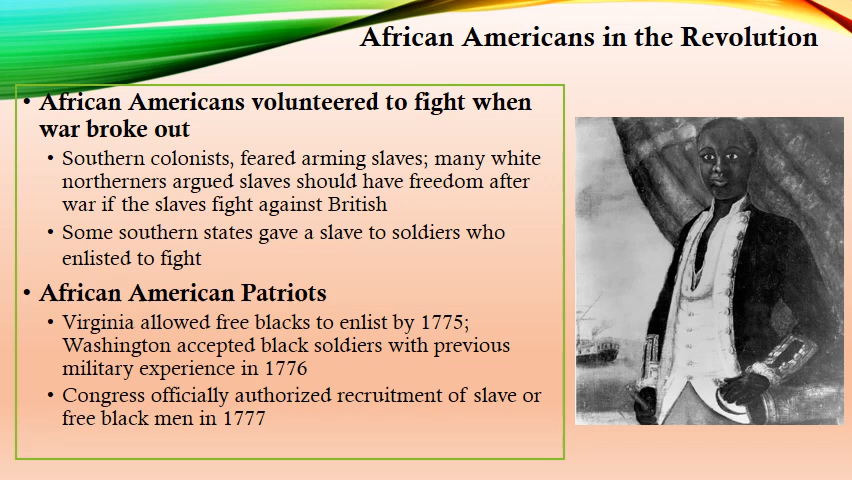 African Americans in the Revolution
• African Americans volunteered to fight when
war broke out
• Southern colonists, feared arming slaves; many white
northerners argued slaves should have freedom after
war if the slaves fight against British
• Some southern states gave a slave to soldiers who
enlisted to fight
• African American Patriots
• Virginia allowed free blacks to enlist by 1775;
Washington accepted black soldiers with previous
military experience in 1776
• Congress officially authorized recruitment of slave or
free black men in 1777